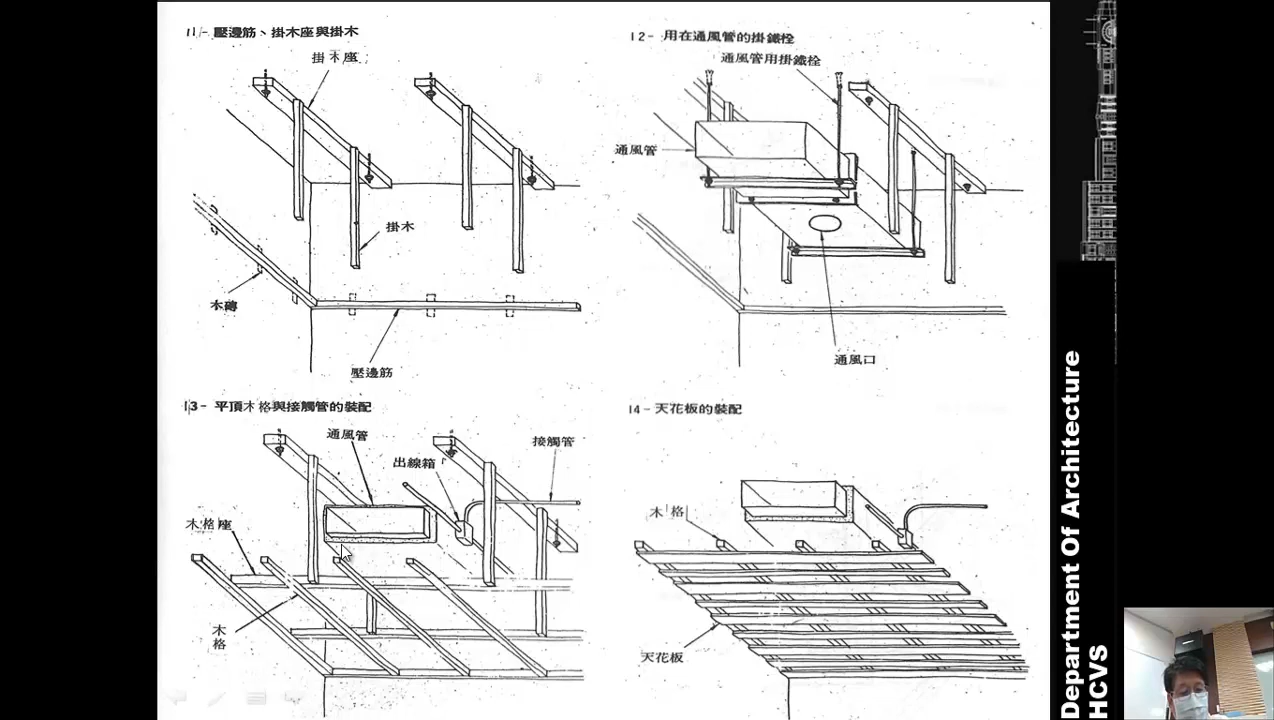 11- 壓邊筋、掛木座與掛木
掛木座
掛木
木磚
壓邊筋
12- 用在通風管的掛鐵栓
通風管用掛鐵栓
通風管
通風口
13- 平頂木格與接觸管的裝配
通風管
接觸管
出線箱
木格座
木格
14- 天花板的裝配
木格
天花板
Department Of Architecture
HCVS